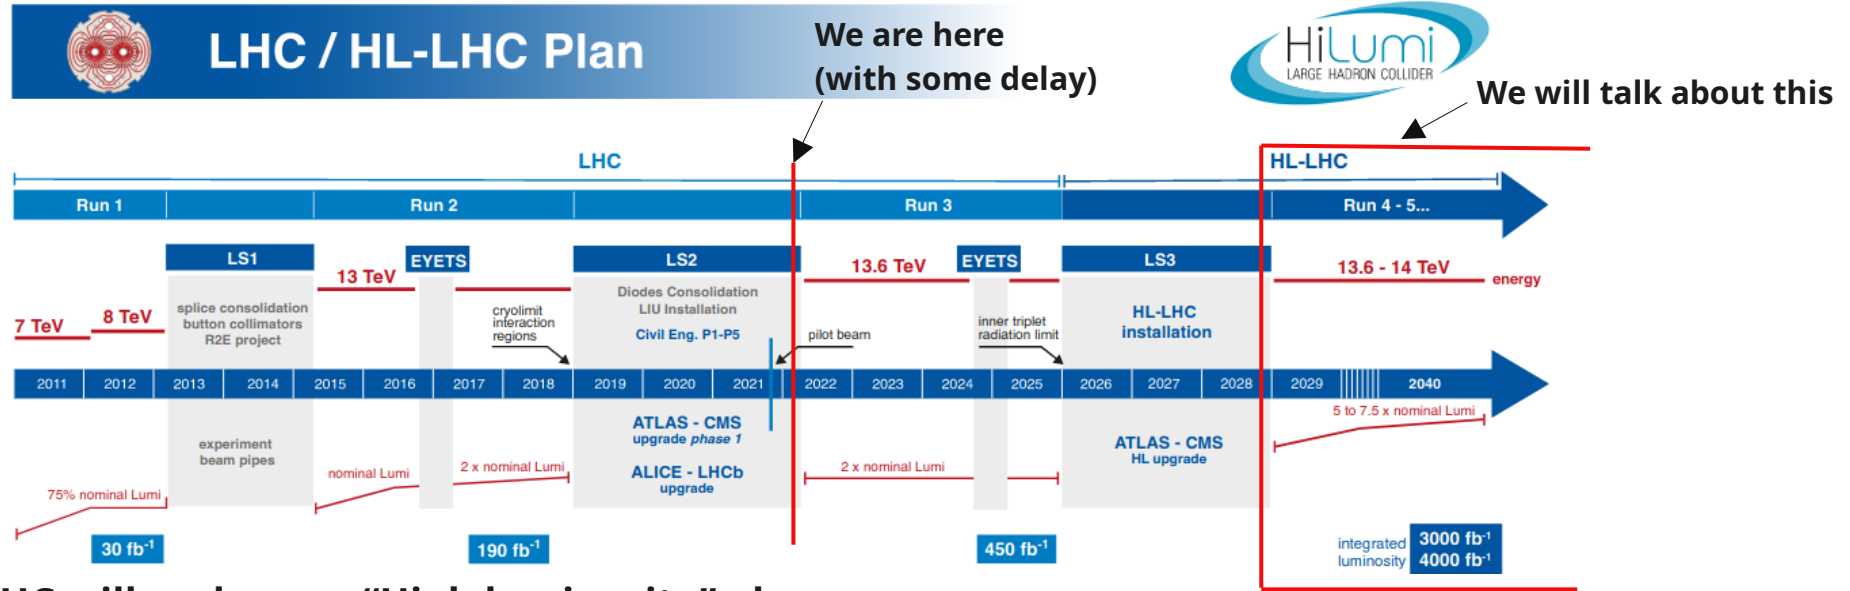 LHC / HL-LHC Plan
We are here
(with some delay)
HiLumi
LARGE HADRON COLLIDER
We will talk about this
LHC
HL-LHC
Run 1
Run 2
Run 3
Run 4 - 5...
LS1
EYETS
LS2
EYETS
LS3
13 TeV
13.6 TeV
13.6 - 14 TeV
energy
7 TeV
8 TeV
splice consolidation
button collimators
R2E project
cryolimit
interaction
regions
Diodes Consolidation
LIU Installation
Civil Eng. P1-P5
pilot beam
inner triplet
radiation limit
HL-LHC
installation
2011 2012 2013 2014 2015 2016 2017 2018 2019 2020 2021 2022 2023 2024 2025 2026 2027 2028 2029 2040
5 to 7.5 x nominal Lumi
experiment
beam pipes
ATLAS - CMS
upgrade phase 1
ALICE - LHCb
upgrade
ATLAS - CMS
HL upgrade
75% nominal Lumi
nominal Lumi
2 x nominal Lumi
2 x nominal Lumi
30 fb⁻¹
190 fb⁻¹
450 fb⁻¹
integrated
luminosity
3000 fb⁻¹
4000 fb⁻¹